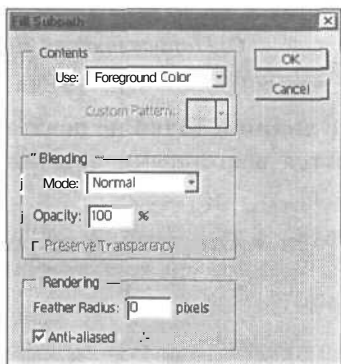 Fill Subpath
Contents
Use: Foreground Color
Custom Pattern:
OK
Cancel
Blending
Mode: Normal
Opacity: 100 %
Preserve Transparency
Rendering
Feather Radius: 0 pixels
Anti-aliased